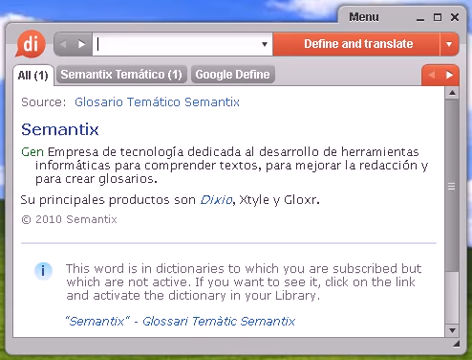 Menu
di
Define and translate
All (1)
Semantix Temático (1)
Google Define
Source: Glosario Temático Semantix
Semantix
Gen Empresa de tecnología dedicada al desarrollo de herramientas
informáticas para comprender textos, para mejorar la redacción y
para crear glosarios.
Su principales productos son Dixio, Xtyle y Gloxr.
© 2010 Semantix
i
This word is in dictionaries to which you are subscribed but
which are not active. If you want to see it, click on the link
and activate the dictionary in your Library.
"Semantix" - Glossari Temàtic Semantix